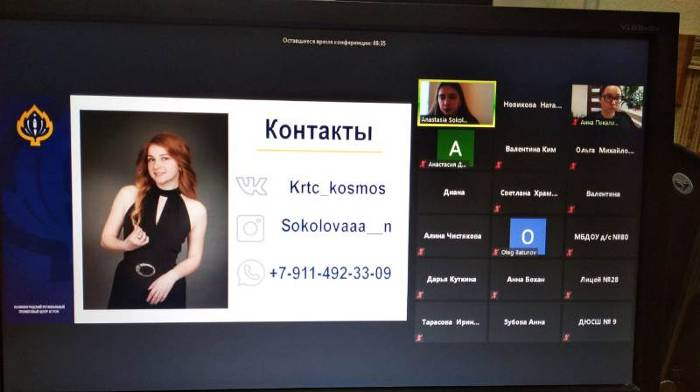 Оставшееся время конференции: 46:35
Контакты
Krtc_kosmos
Sokolovaaa__n
+7-911-492-33-09
Anastasia Sokol...
Новикова Ната...
A
Анастасия Д...
Валентина Ким
Ольга Михайло...
Диана
Светлана Храм...
Валентина
Алина Чистякова
O
Oleg Baturov
МБДОУ д/с №80
Дарья Куткина
Анна Бохан
Лицей №28
Тарасова Ирин...
Зубова Анна
ДЮСШ № 9